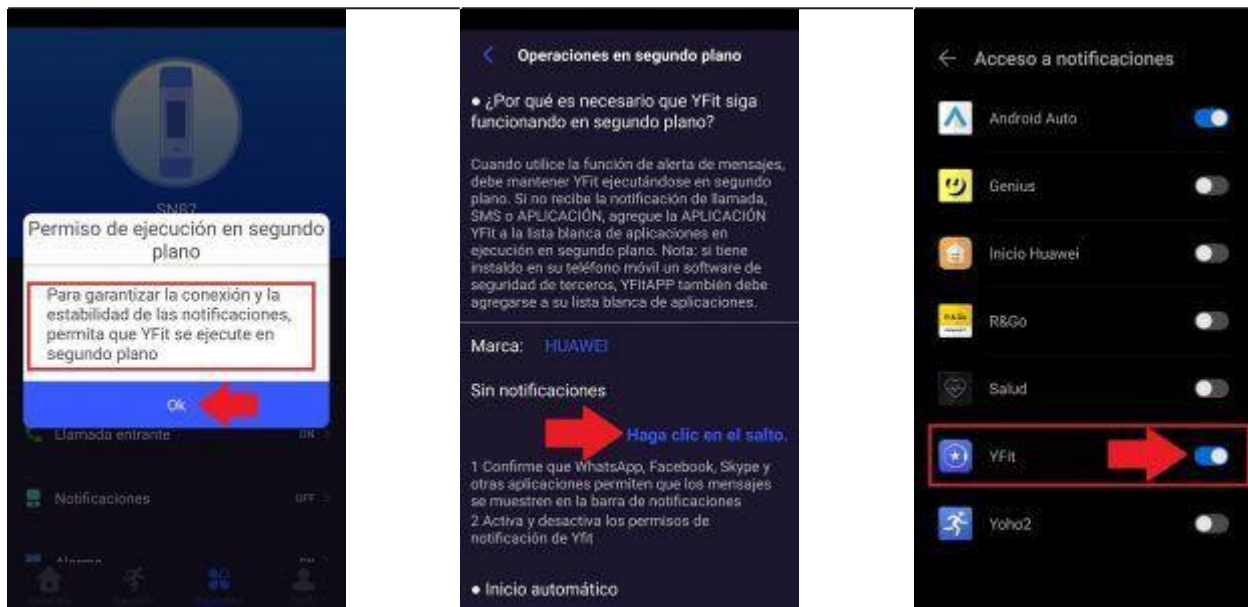 SN87
Permiso de ejecución en segundo
plano
Para garantizar la conexión y la
estabilidad de las notificaciones,
permita que YFit se ejecute en
segundo plano
Ok
Llamada entrante
ON >
Notificaciones
OFF >
Alarma
Operaciones en segundo plano
● ¿Por qué es necesario que YFit siga
funcionando en segundo plano?
Cuando utilice la función de alerta de mensajes,
debe mantener YFit ejecutándose en segundo
plano. Si no recibe la notificación de llamada,
SMS o APLICACIÓN, agregue la APLICACIÓN
YFit a la lista blanca de aplicaciones en
ejecución en segundo plano. Nota: si tiene
instaldo en su teléfono móvil un software de
seguridad de terceros, YFitAPP también debe
agregarse a su lista blanca de aplicaciones.
Marca: HUAWEI
Sin notificaciones
Haga clic en el salto.
1 Confirme que WhatsApp, Facebook, Skype y
otras aplicaciones permiten que los mensajes
se muestren en la barra de notificaciones
2 Activa y desactiva los permisos de
notificación de Yfit
● Inicio automático
Acceso a notificaciones
Android Auto
Genius
Inicio Huawei
R&Go
Salud
YFit
Yoho2